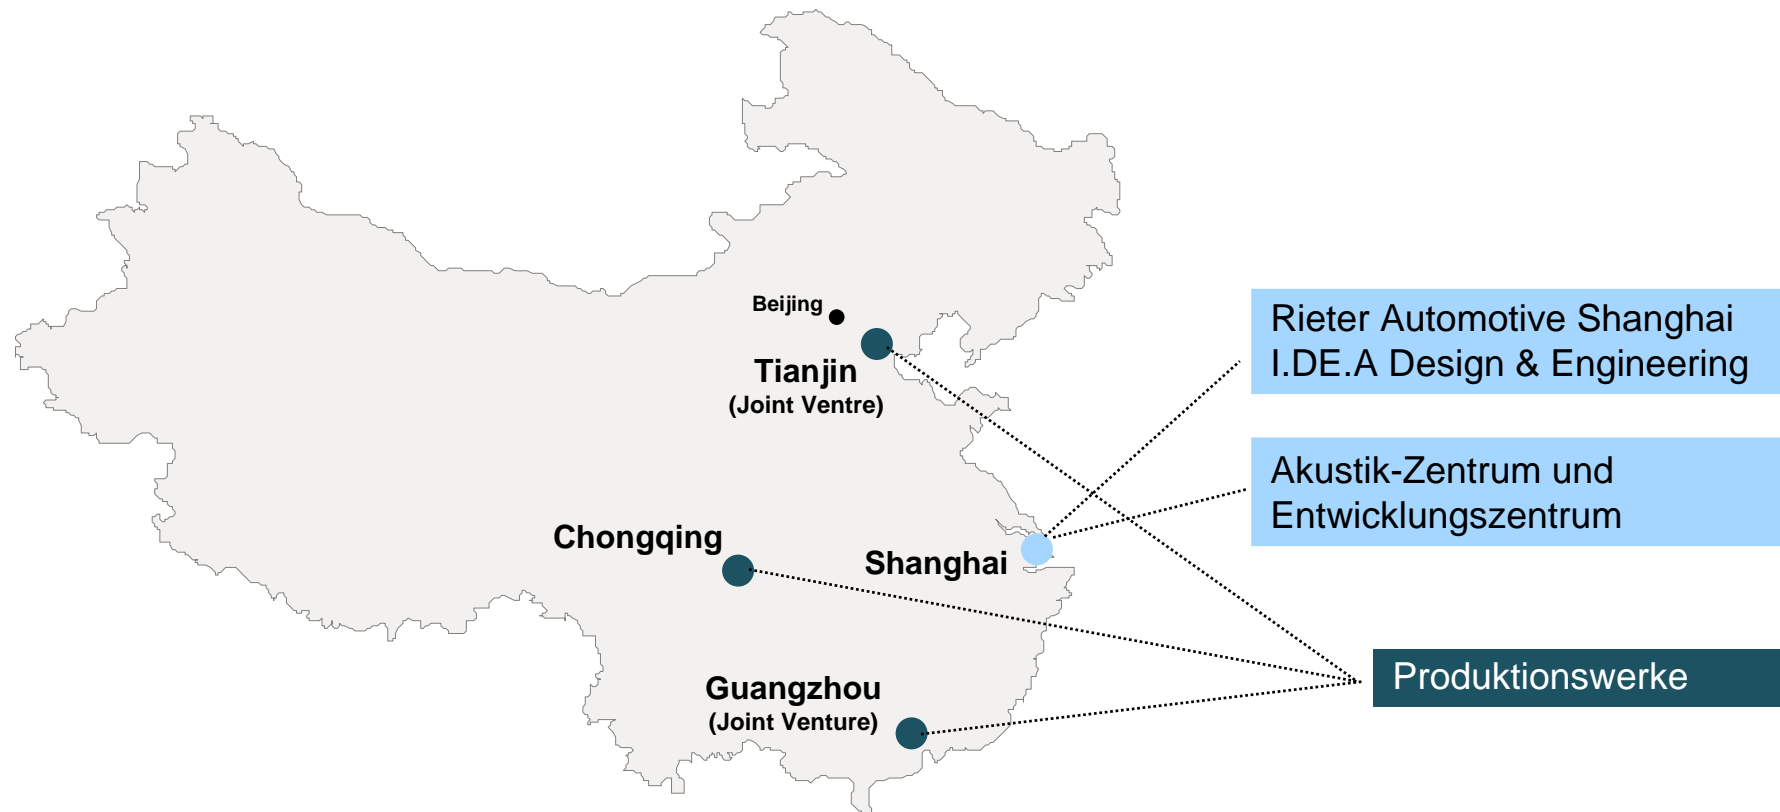 Beijing
Tianjin
(Joint Ventre)
Chongqing
Shanghai
Guangzhou
(Joint Venture)
Rieter Automotive Shanghai
I.DE.A Design & Engineering
Akustik-Zentrum und
Entwicklungszentrum
Produktionswerke